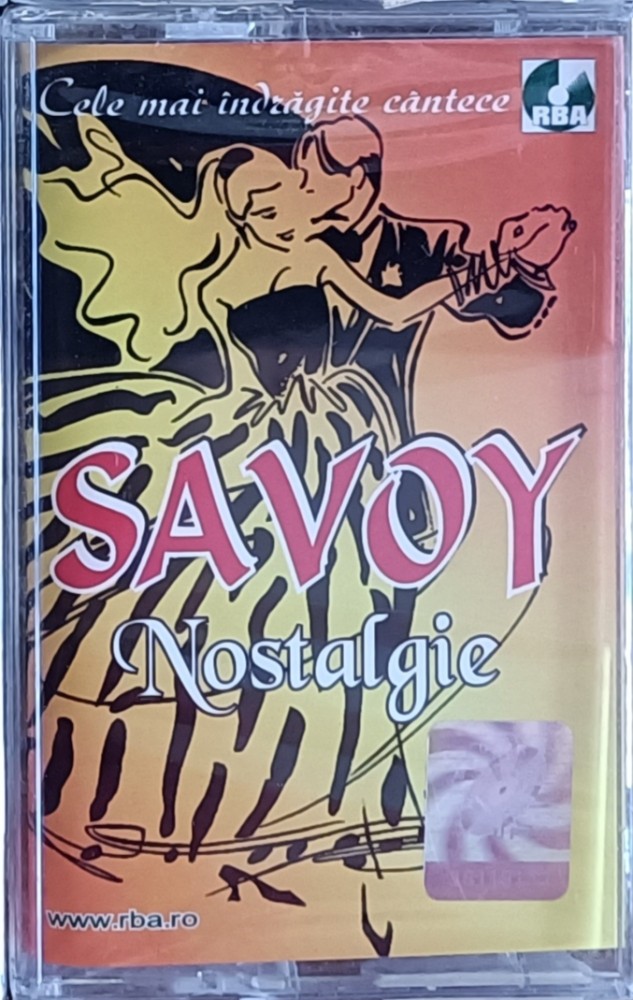 Cele mai îndrăgite cântece
RBA
SAVOY
Nostalgie
www.rba.ro